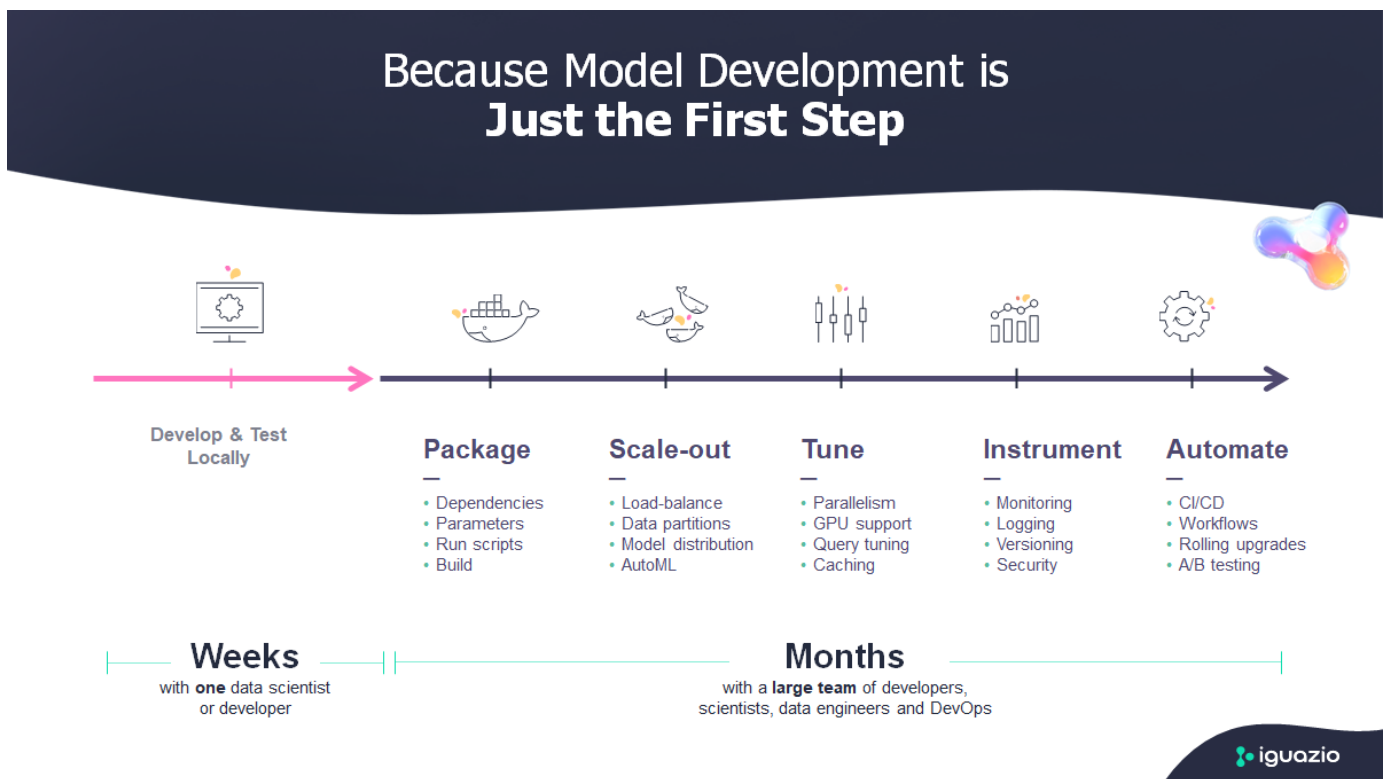 Because Model Development is
Just the First Step
Develop & Test
Locally
Package
Dependencies
Parameters
Run scripts
Build
Scale-out
Load-balance
Data partitions
Model distribution
AutoML
Tune
Parallelism
GPU support
Query tuning
Caching
Instrument
Monitoring
Logging
Versioning
Security
Automate
CI/CD
Workflows
Rolling upgrades
A/B testing
Weeks
with one data scientist
or developer
Months
with a large team of developers,
scientists, data engineers and DevOps
iguazio